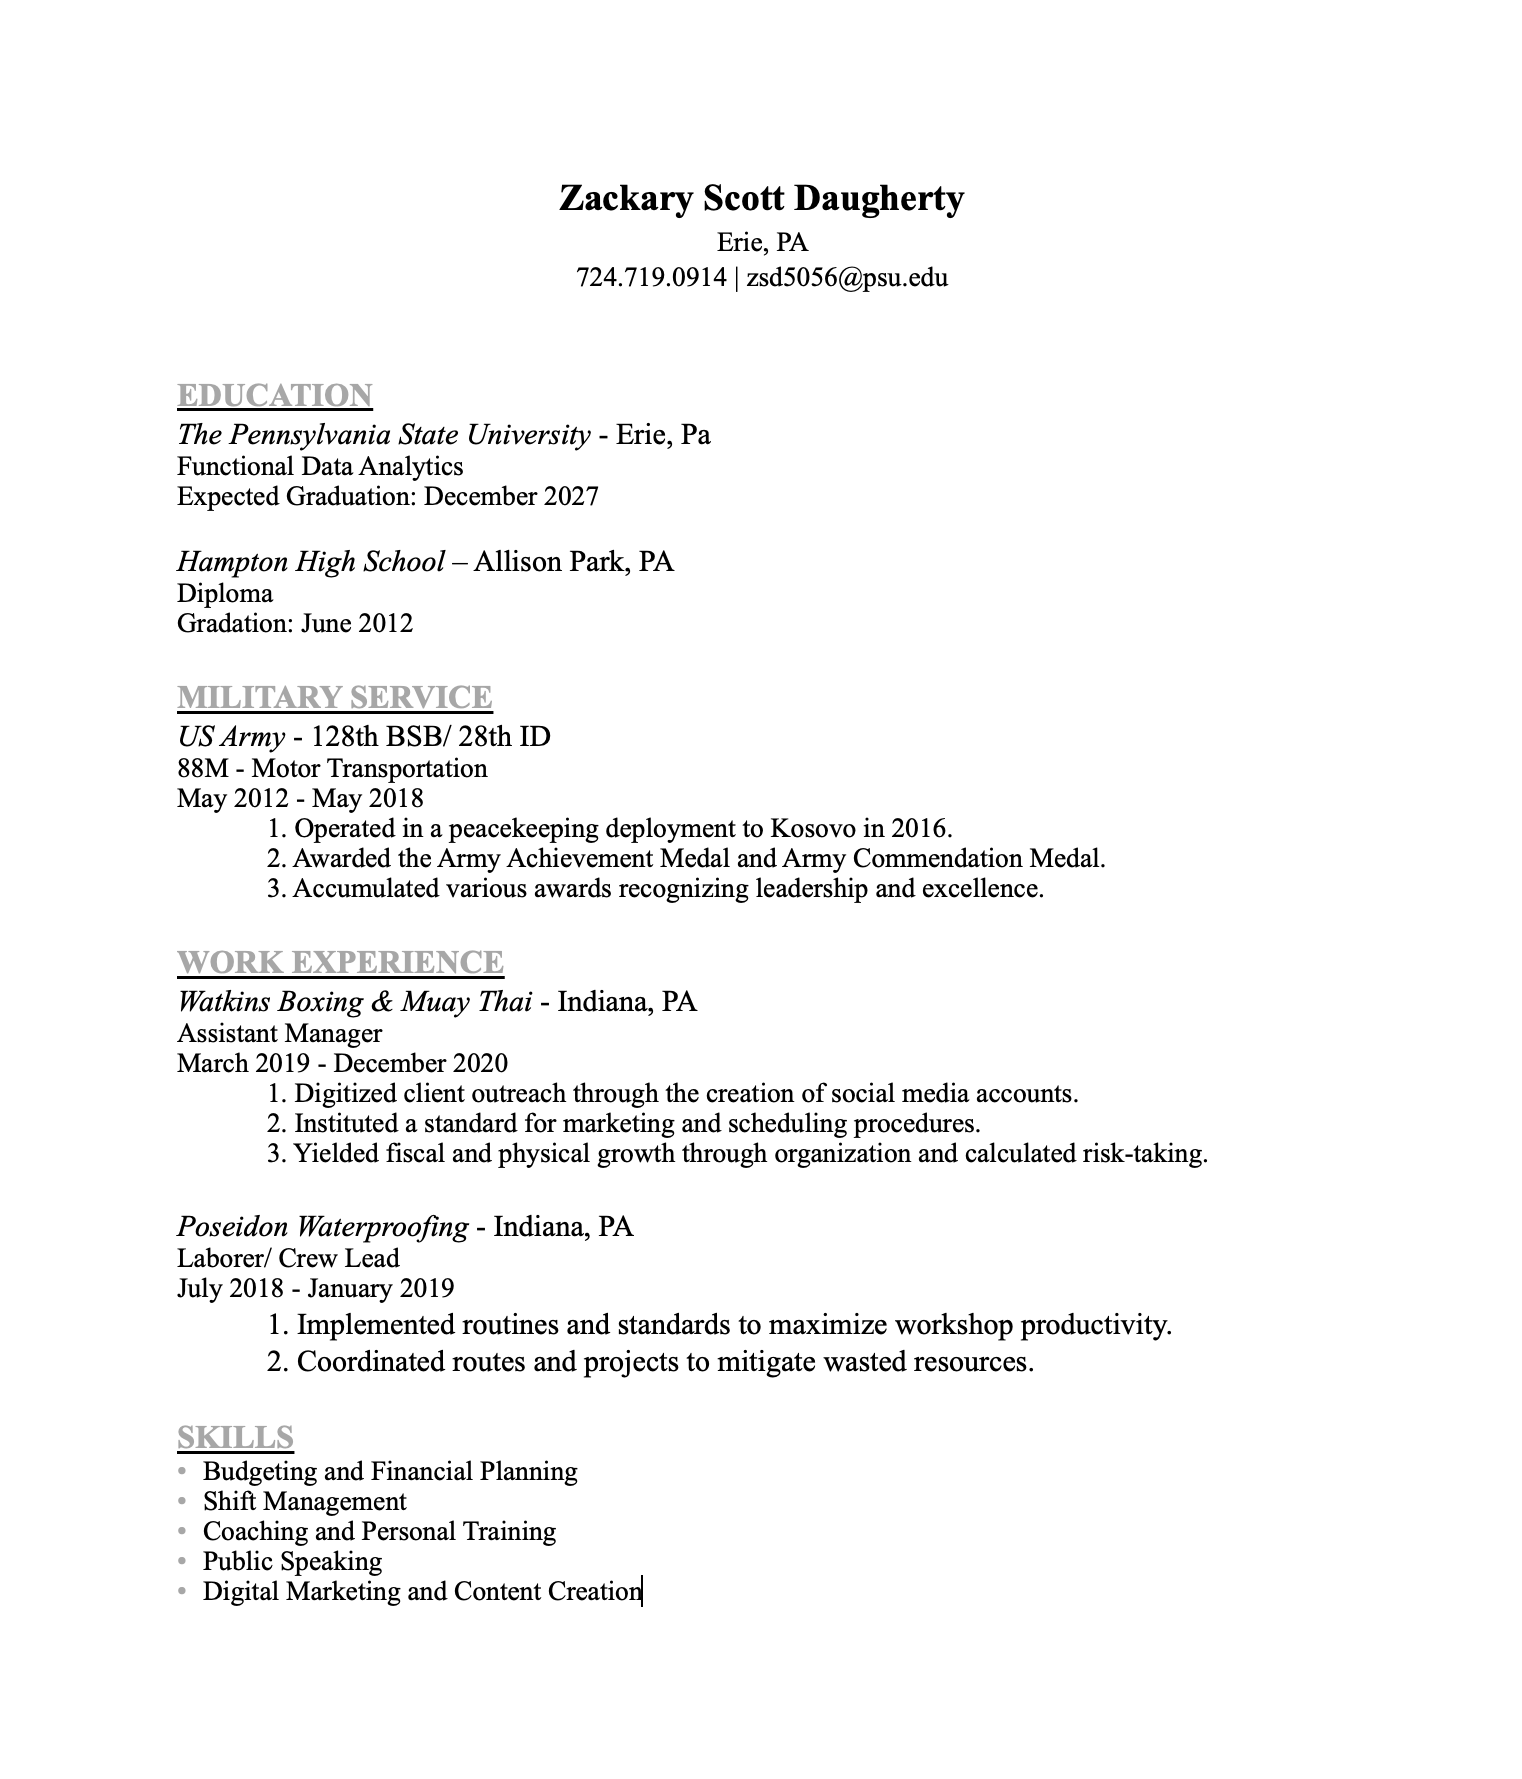 Zackary Scott Daugherty
Erie, PA
724.719.0914 | zsd5056@psu.edu
EDUCATION
The Pennsylvania State University - Erie, Pa
Functional Data Analytics
Expected Graduation: December 2027
Hampton High School – Allison Park, PA
Diploma
Gradation: June 2012
MILITARY SERVICE
US Army - 128th BSB/ 28th ID
88M - Motor Transportation
May 2012 - May 2018
1. Operated in a peacekeeping deployment to Kosovo in 2016.
2. Awarded the Army Achievement Medal and Army Commendation Medal.
3. Accumulated various awards recognizing leadership and excellence.
WORK EXPERIENCE
Watkins Boxing & Muay Thai - Indiana, PA
Assistant Manager
March 2019 - December 2020
1. Digitized client outreach through the creation of social media accounts.
2. Instituted a standard for marketing and scheduling procedures.
3. Yielded fiscal and physical growth through organization and calculated risk-taking.
Poseidon Waterproofing - Indiana, PA
Laborer/ Crew Lead
July 2018 - January 2019
1. Implemented routines and standards to maximize workshop productivity.
2. Coordinated routes and projects to mitigate wasted resources.
SKILLS
• Budgeting and Financial Planning
• Shift Management
• Coaching and Personal Training
• Public Speaking
• Digital Marketing and Content Creation